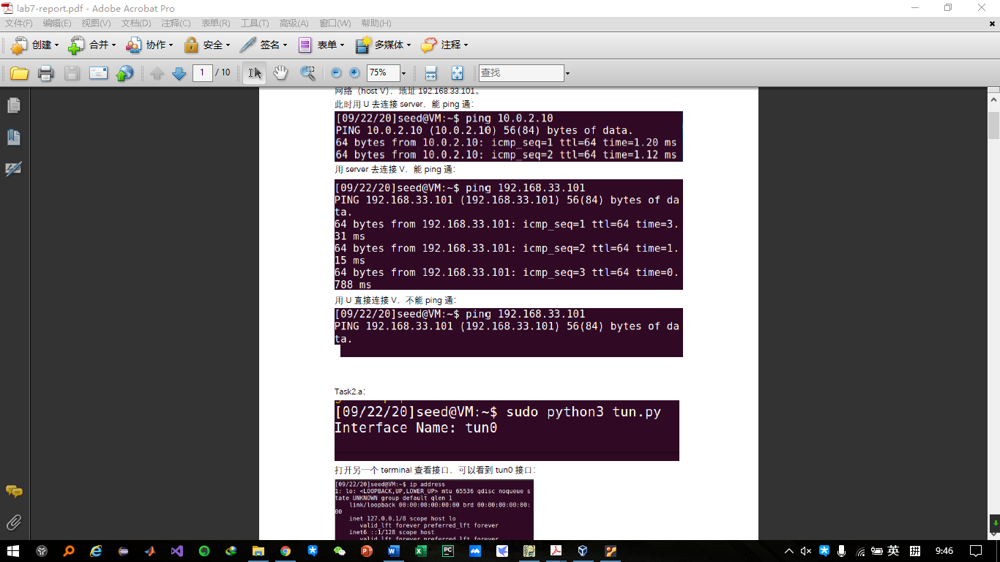 lab7-report.pdf - Adobe Acrobat Pro
文件(F) 编辑(E) 视图(V) 文档(D) 注释(C) 表单(R) 工具(T) 高级(A) 窗口(W) 帮助(H)
创建 合并 协作 安全 签名 表单 多媒体 注释
1 / 10 75% 查找
网络（host V），地址 192.168.33.101。
此时用 U 去连接 server，能 ping 通：
[09/22/20]seed@VM:~$ ping 10.0.2.10
PING 10.0.2.10 (10.0.2.10) 56(84) bytes of data.
64 bytes from 10.0.2.10: icmp_seq=1 ttl=64 time=1.20 ms
64 bytes from 10.0.2.10: icmp_seq=2 ttl=64 time=1.12 ms
用 server 去连接 V，能 ping 通：
[09/22/20]seed@VM:~$ ping 192.168.33.101
PING 192.168.33.101 (192.168.33.101) 56(84) bytes of da
ta.
64 bytes from 192.168.33.101: icmp_seq=1 ttl=64 time=3.
31 ms
64 bytes from 192.168.33.101: icmp_seq=2 ttl=64 time=1.
15 ms
64 bytes from 192.168.33.101: icmp_seq=3 ttl=64 time=0.
788 ms
用 U 直接连接 V，不能 ping 通：
[09/22/20]seed@VM:~$ ping 192.168.33.101
PING 192.168.33.101 (192.168.33.101) 56(84) bytes of da
ta.
Task2.a：
[09/22/20]seed@VM:~$ sudo python3 tun.py
Interface Name: tun0
打开另一个 terminal 查看接口，可以看到 tun0 接口：
[09/22/20]seed@VM:~$ ip address
1: lo: <LOOPBACK,UP,LOWER_UP> mtu 65536 qdisc noqueue s
tate UNKNOWN group default qlen 1
link/loopback 00:00:00:00:00:00 brd 00:00:00:00:00:
00
inet 127.0.0.1/8 scope host lo
valid_lft forever preferred_lft forever
inet6 ::1/128 scope host
valid_lft forever preferred_lft forever
英 9:46